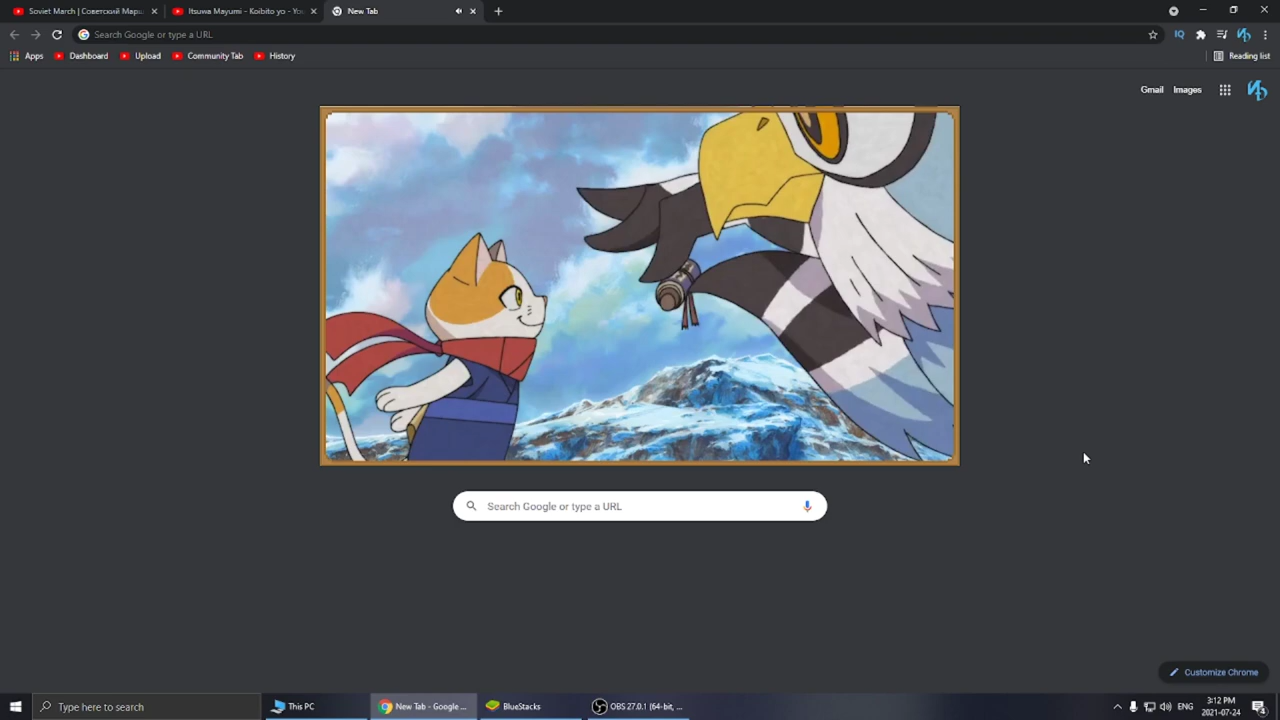 Soviet March | Советский Марш
Itsuwa Mayumi - Koibito yo - You
New Tab
Search Google or type a URL
Apps
Dashboard
Upload
Community Tab
History
Reading list
Gmail
Images
Search Google or type a URL
Customize Chrome
Type here to search
This PC
New Tab - Google ...
BlueStacks
OBS 27.0.1 (64-bit, ...
ENG
3:12 PM
2021-07-24
4